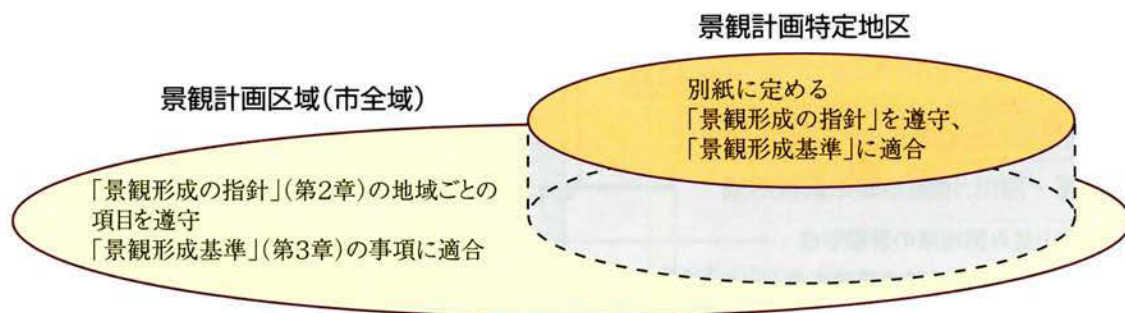 景観計画特定地区
別紙に定める
「景観形成の指針」を遵守、
「景観形成基準」に適合
景観計画区域(市全域)
「景観形成の指針」(第2章)の地域ごとの
項目を遵守
「景観形成基準」(第3章)の事項に適合